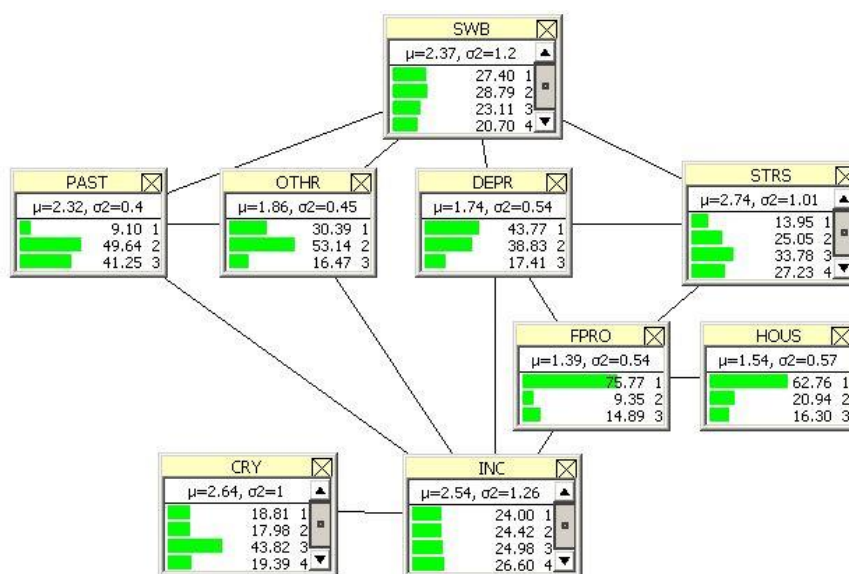 SWB
μ=2.37, σ2=1.2
27.40 1
28.79 2
23.11 3
20.70 4
PAST
μ=2.32, σ2=0.4
9.10 1
49.64 2
41.25 3
OTHR
μ=1.86, σ2=0.45
30.39 1
53.14 2
16.47 3
DEPR
μ=1.74, σ2=0.54
43.77 1
38.83 2
17.41 3
STRS
μ=2.74, σ2=1.01
13.95 1
25.05 2
33.78 3
27.23 4
FPRO
μ=1.39, σ2=0.54
75.77 1
9.35 2
14.89 3
HOUS
μ=1.54, σ2=0.57
62.76 1
20.94 2
16.30 3
CRY
μ=2.64, σ2=1
18.81 1
17.98 2
43.82 3
19.39 4
INC
μ=2.54, σ2=1.26
24.00 1
24.42 2
24.98 3
26.60 4